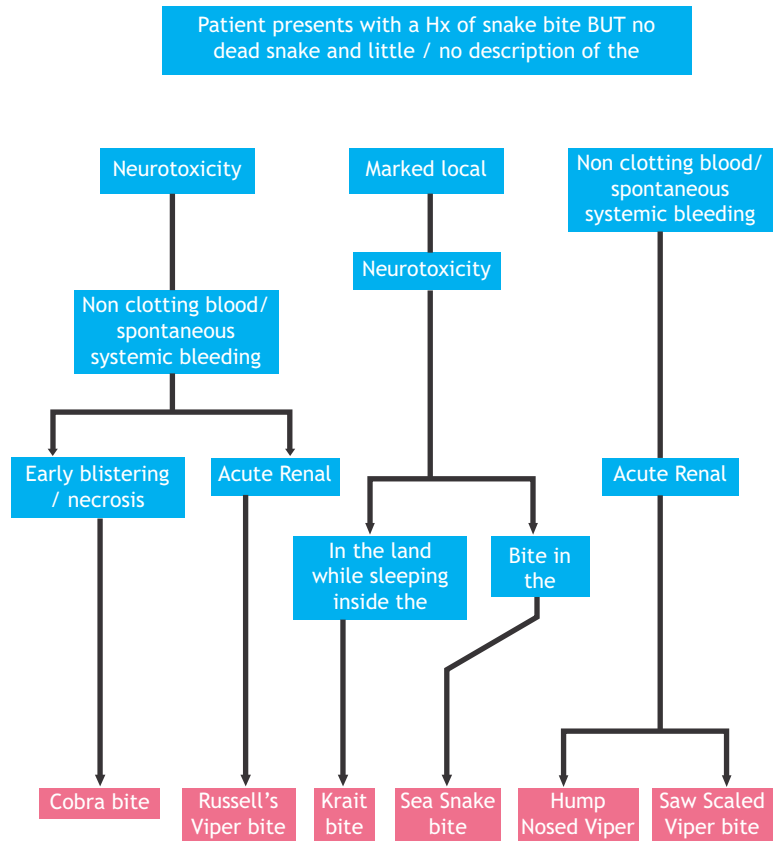 Patient presents with a Hx of snake bite BUT no
dead snake and little / no description of the
Neurotoxicity
Marked local
Non clotting blood/
spontaneous
systemic bleeding
Neurotoxicity
Non clotting blood/
spontaneous
systemic bleeding
Early blistering
/ necrosis
Acute Renal
Acute Renal
In the land
while sleeping
inside the
Bite in
the
Cobra bite
Russell's
Viper bite
Krait
bite
Sea Snake
bite
Hump
Nosed Viper
Saw Scaled
Viper bite